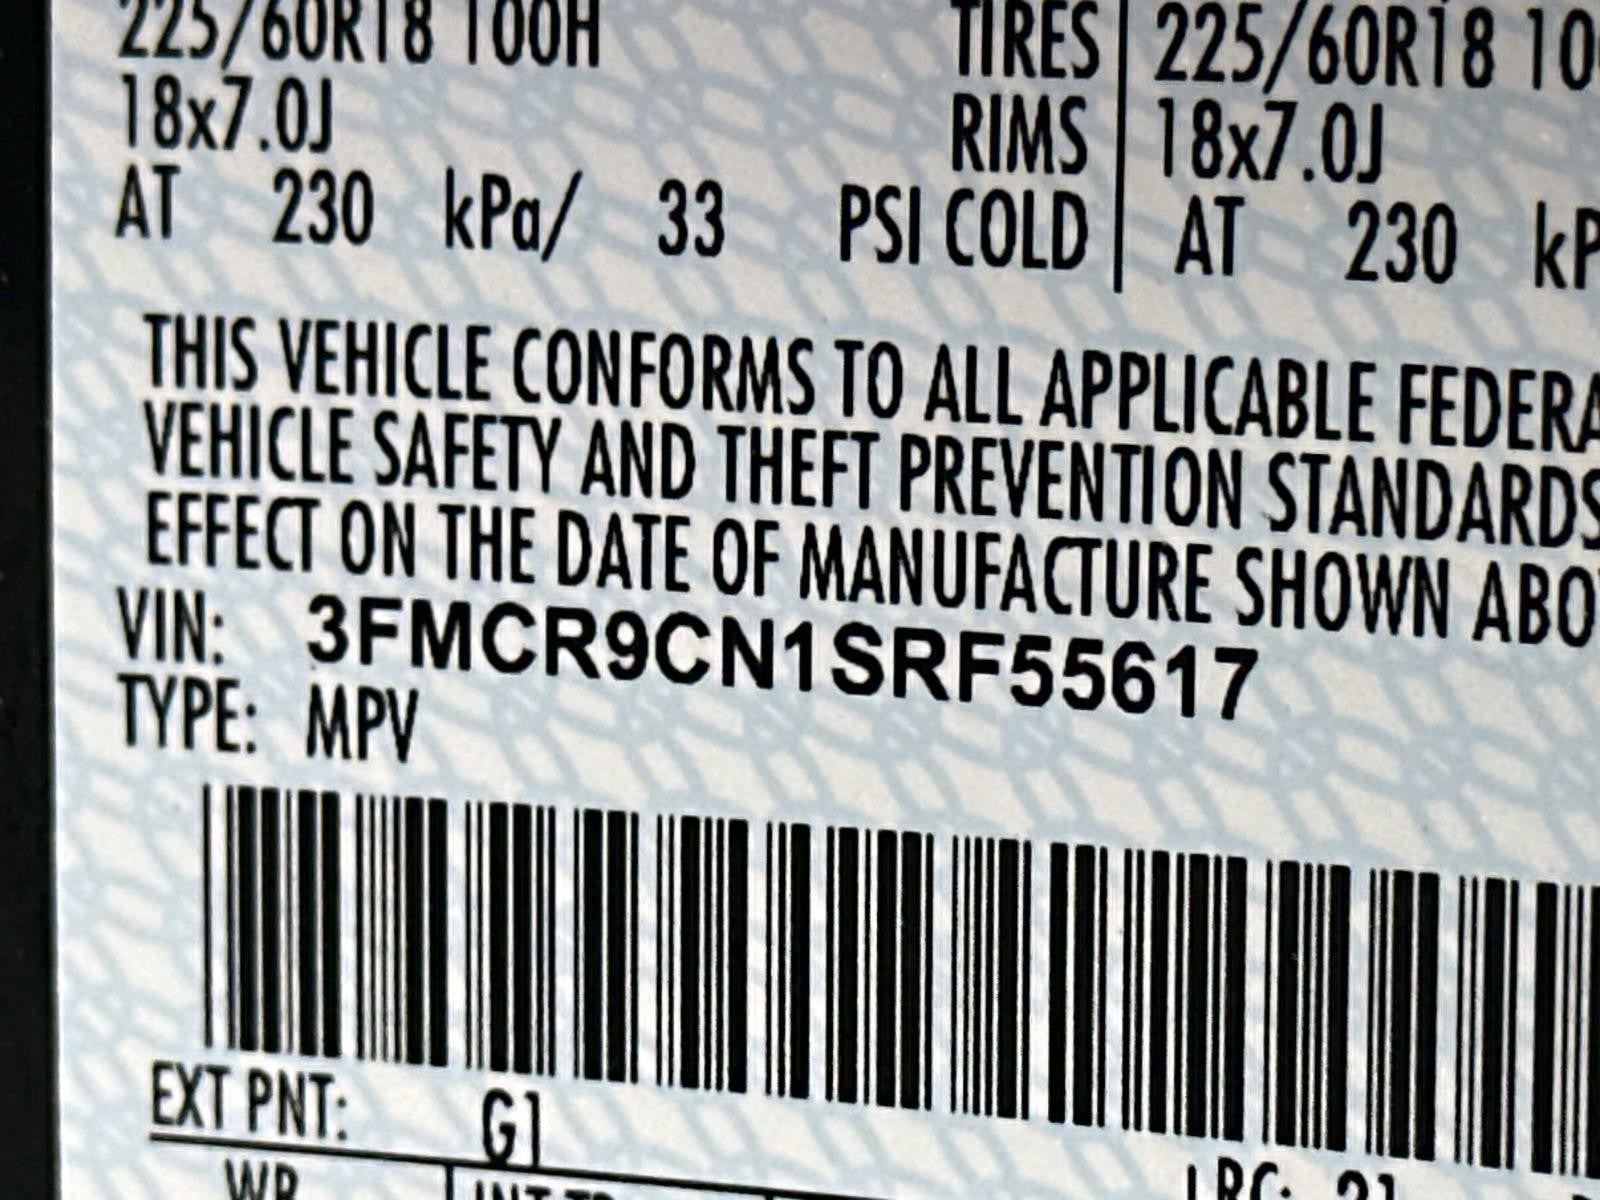 225/60R18 100H TIRES 225/60R18
18x7.0J RIMS 18x7.0J
AT 230 kPa/ 33 PSI COLD AT 230
THIS VEHICLE CONFORMS TO ALL APPLICABLE
VEHICLE SAFETY AND THEFT PREVENTION STANDARDS
EFFECT ON THE DATE OF MANUFACTURE SHOWN
VIN: 3FMCR9CN1SRF55617
TYPE: MPV
EXT PNT: G1
WB